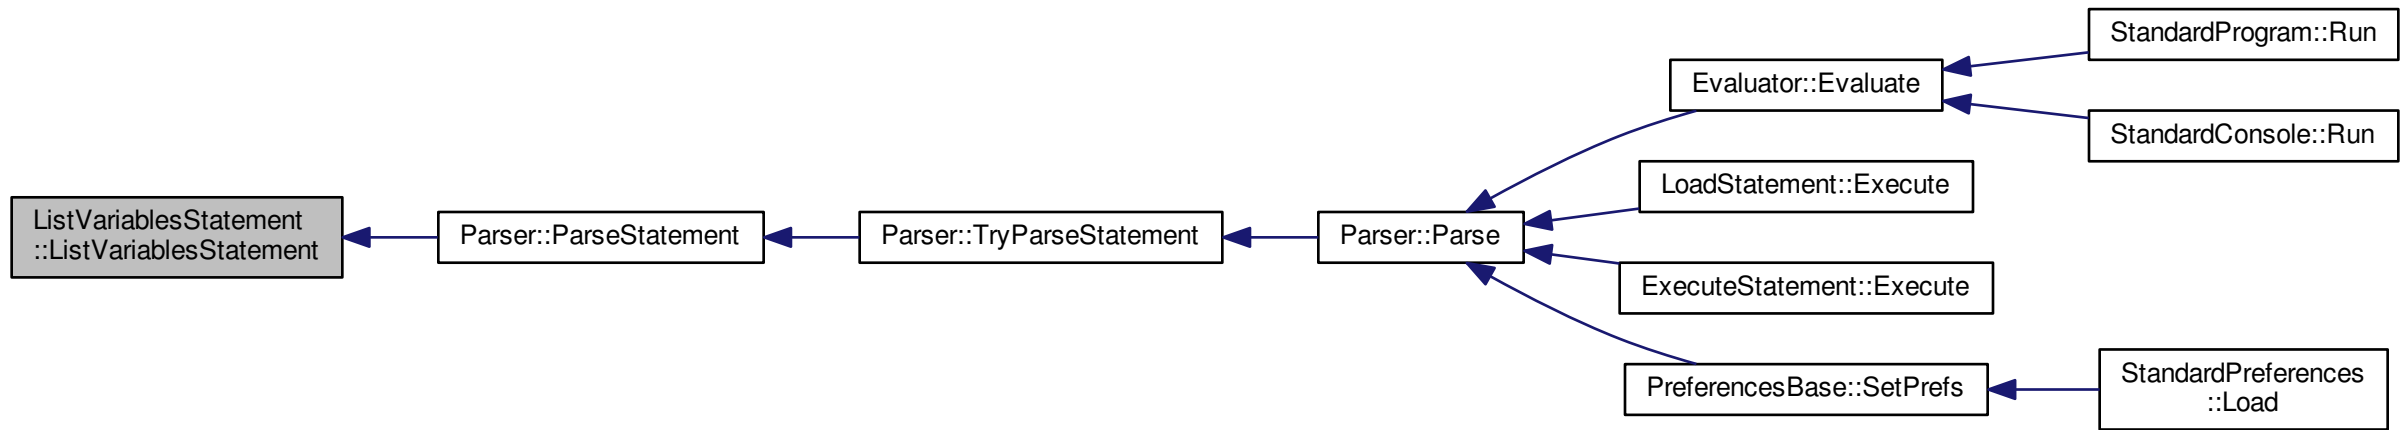 ListVariablesStatement
::ListVariablesStatement
Parser::ParseStatement
Parser::TryParseStatement
Parser::Parse
Evaluator::Evaluate
StandardProgram::Run
StandardConsole::Run
LoadStatement::Execute
ExecuteStatement::Execute
PreferencesBase::SetPrefs
StandardPreferences
::Load